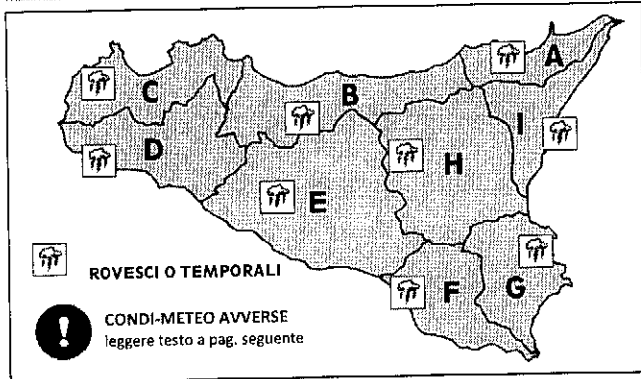 A
B
C
I
D
H
E
ROVESCI O TEMPORALI
F
G
!
CONDI-METEO AVVERSE
leggere testo a pag. seguente